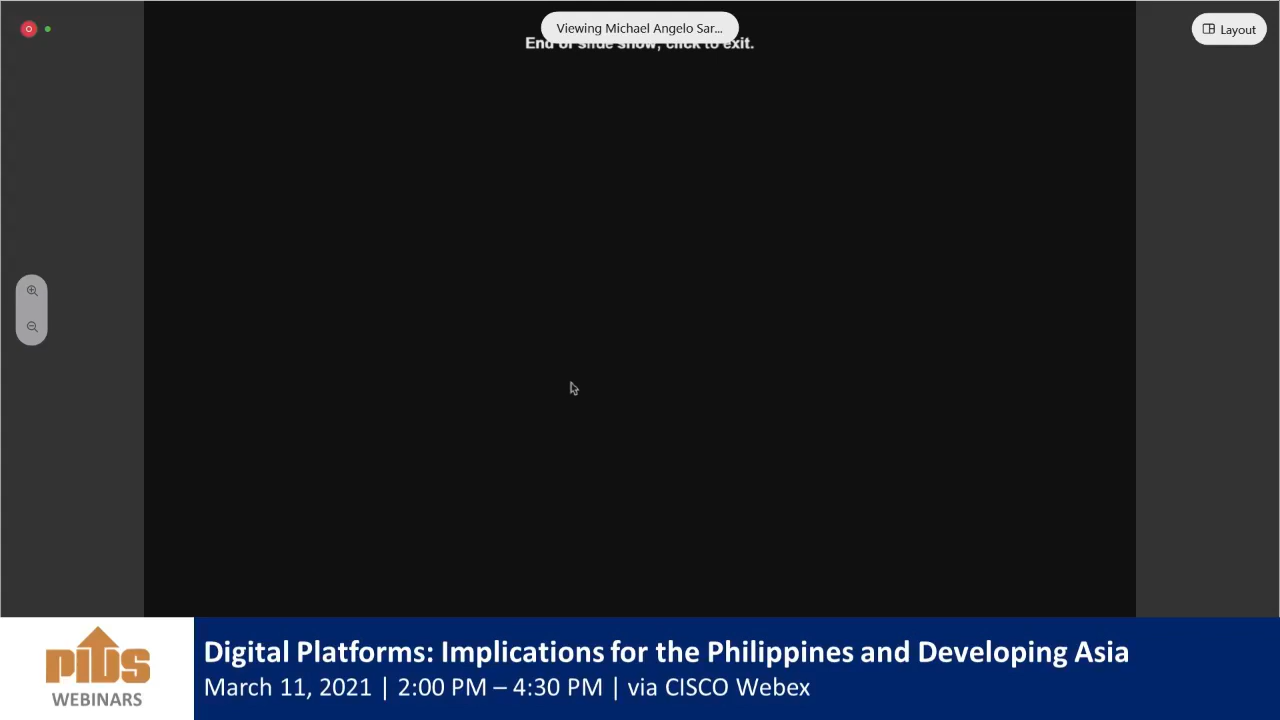 Viewing Michael Angelo Sar...
End of slide show, click to exit.
Layout
pids
WEBINARS
Digital Platforms: Implications for the Philippines and Developing Asia
March 11, 2021 | 2:00 PM – 4:30 PM | via CISCO Webex